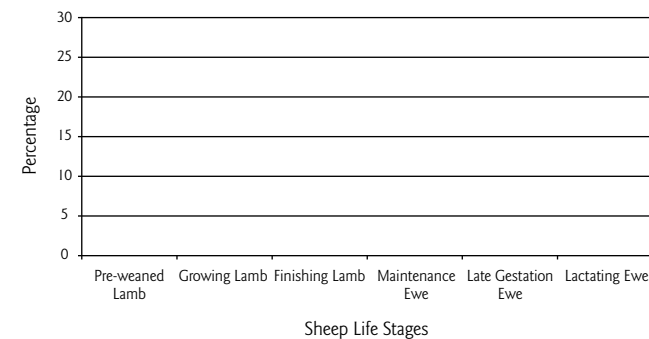 30
25
20
15
10
5
0
Percentage
Pre-weaned Lamb
Growing Lamb
Finishing Lamb
Maintenance Ewe
Late Gestation Ewe
Lactating Ewe
Sheep Life Stages